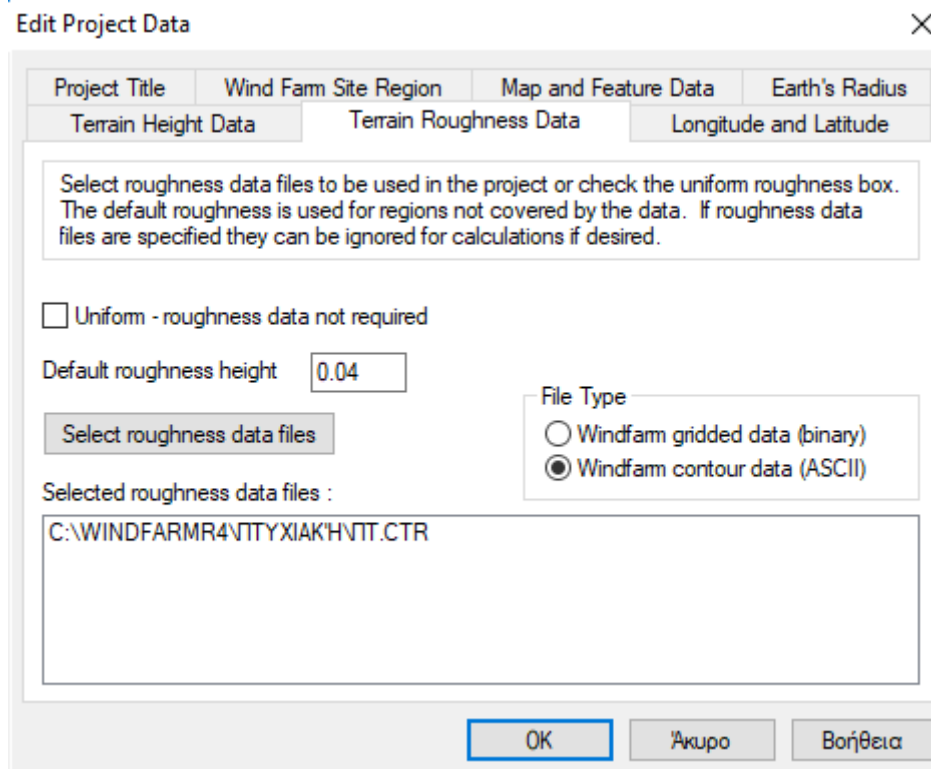 Edit Project Data
Project Title
Wind Farm Site Region
Map and Feature Data
Earth's Radius
Terrain Height Data
Terrain Roughness Data
Longitude and Latitude
Select roughness data files to be used in the project or check the uniform roughness box.
The default roughness is used for regions not covered by the data. If roughness data
files are specified they can be ignored for calculations if desired.
Uniform - roughness data not required
Default roughness height
0.04
File Type
Select roughness data files
Windfarm gridded data (binary)
Windfarm contour data (ASCII)
Selected roughness data files :
C:\WINDFARMR4\ΠΤΥΧΙΑΚΉ\ΠΤ.CTR
OK
Άκυρο
Βοήθεια